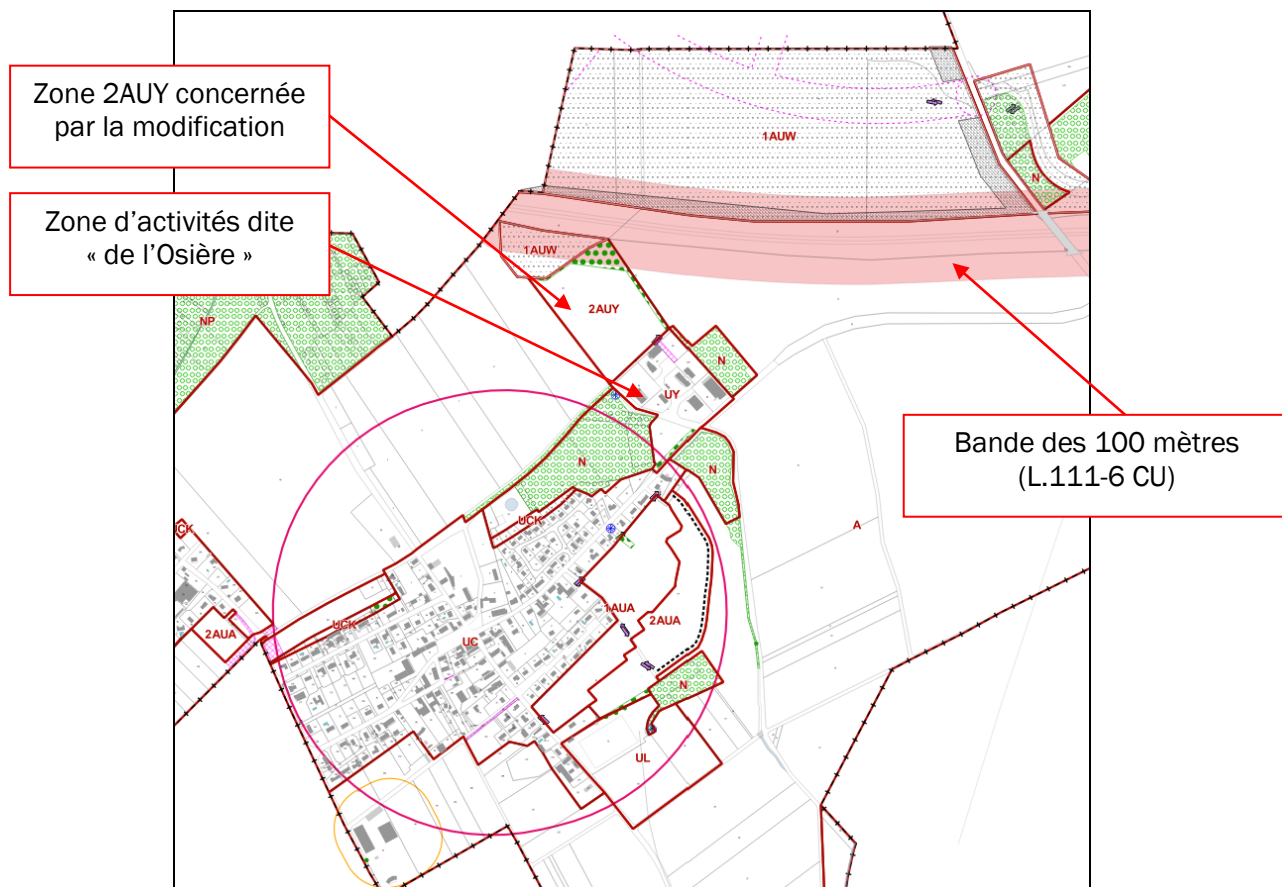 Zone 2AUY concernée
par la modification
Zone d'activités dite
« de l'Osière »
Bande des 100 mètres
(L.111-6 CU)
1AUW
N
1AUW
2AUY
NP
N
UY
N
N
UCK
A
CK
1AUA
2AUA
UCK
2AUA
UC
N
UL